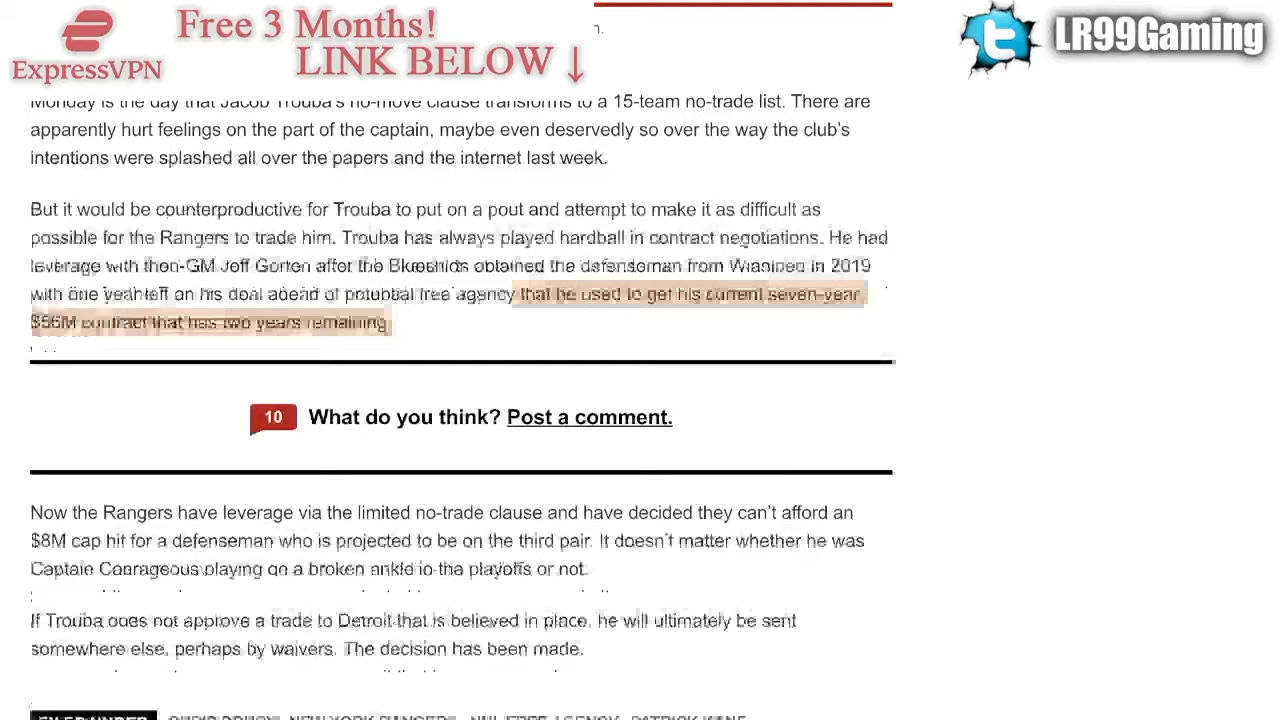 Free 3 Months!
LINK BELOW ↓
ExpressVPN
LR99Gaming
Monday is the day that Jacob Trouba's no-move clause transforms to a 15-team no-trade list. There are
apparently hurt feelings on the part of the captain, maybe even deservedly so over the way the club's
intentions were splashed all over the papers and the internet last week.
But it would be counterproductive for Trouba to put on a pout and attempt to make it as difficult as
possible for the Rangers to trade him. Trouba has always played hardball in contract negotiations. He had
leverage with then-GM Jeff Gorton after the Blueshirts obtained the defenseman from Winnipeg in 2019
with one year left on his deal ahead of potential free agency that he used to get his current seven-year
$56M contract that has two years remaining
10 What do you think? Post a comment.
Now the Rangers have leverage via the limited no-trade clause and have decided they can't afford an
$8M cap hit for a defenseman who is projected to be on the third pair. It doesn't matter whether he was
Captain Courageous playing on a broken ankle in the playoffs or not.
If Trouba does not approve a trade to Detroit that is believed in place, he will ultimately be sent
somewhere else, perhaps by waivers. The decision has been made.